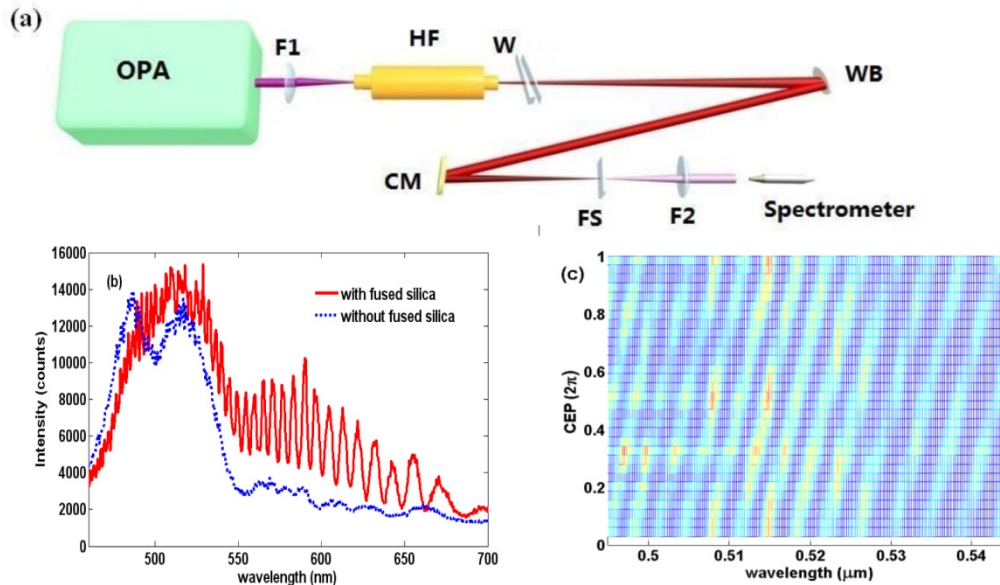 (a)
OPA
F1
HF
W
WB
CM
FS
F2
Spectrometer
(b)
with fused silica
without fused silica
Intensity (counts)
16000
14000
12000
10000
8000
6000
4000
2000
0
500
550
600
650
700
wavelength (nm)
(c)
CEP (2π)
1
0.8
0.6
0.4
0.2
0
0.5
0.51
0.52
0.53
0.54
wavelength (μm)